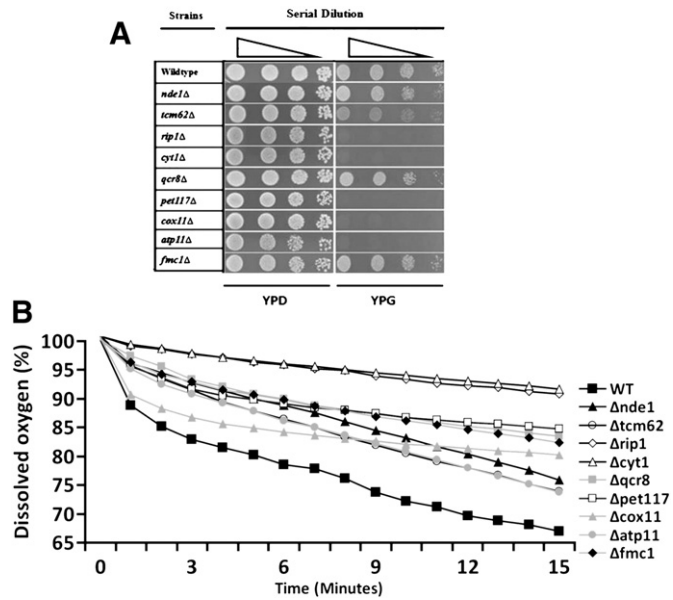 A
Strains
Serial Dilution
Wildtype
nde1Δ
tcm62Δ
rip1Δ
cyt1Δ
qcr8Δ
pet117Δ
cox11Δ
atp11Δ
fmc1Δ
YPD
YPG
B
Dissolved oxygen (%)
100
95
90
85
80
75
70
65
0
3
6
9
12
15
Time (Minutes)
WT
Δnde1
Δtcm62
Δrip1
Δcyt1
Δqcr8
Δpet117
Δcox11
Δatp11
Δfmc1